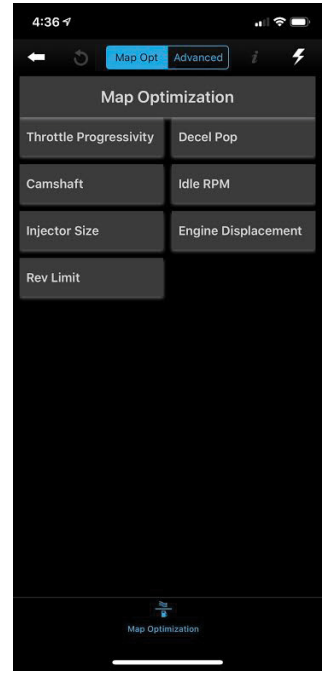 4:36
Map Opt Advanced i
Map Optimization
Throttle Progressivity Decel Pop
Camshaft Idle RPM
Injector Size Engine Displacement
Rev Limit
Map Optimization